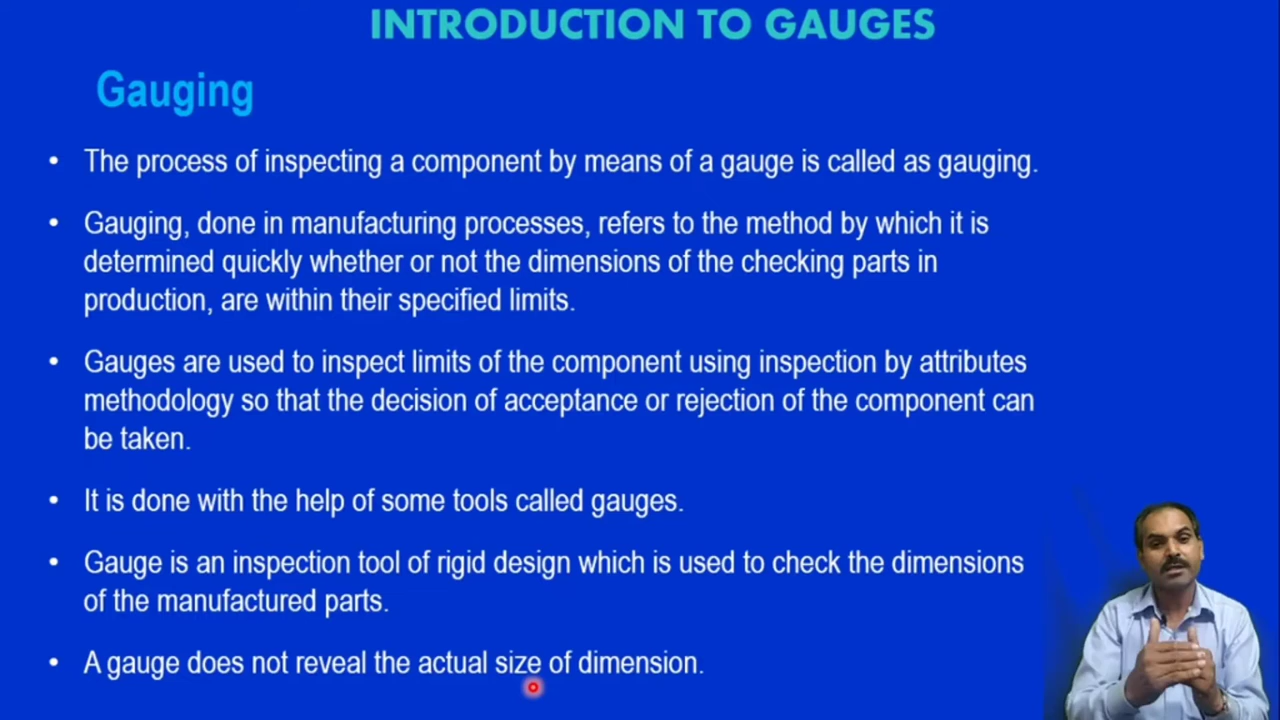 INTRODUCTION TO GAUGES
Gauging
• The process of inspecting a component by means of a gauge is called as gauging.
• Gauging, done in manufacturing processes, refers to the method by which it is
determined quickly whether or not the dimensions of the checking parts in
production, are within their specified limits.
• Gauges are used to inspect limits of the component using inspection by attributes
methodology so that the decision of acceptance or rejection of the component can
be taken.
• It is done with the help of some tools called gauges.
• Gauge is an inspection tool of rigid design which is used to check the dimensions
of the manufactured parts.
• A gauge does not reveal the actual size of dimension.